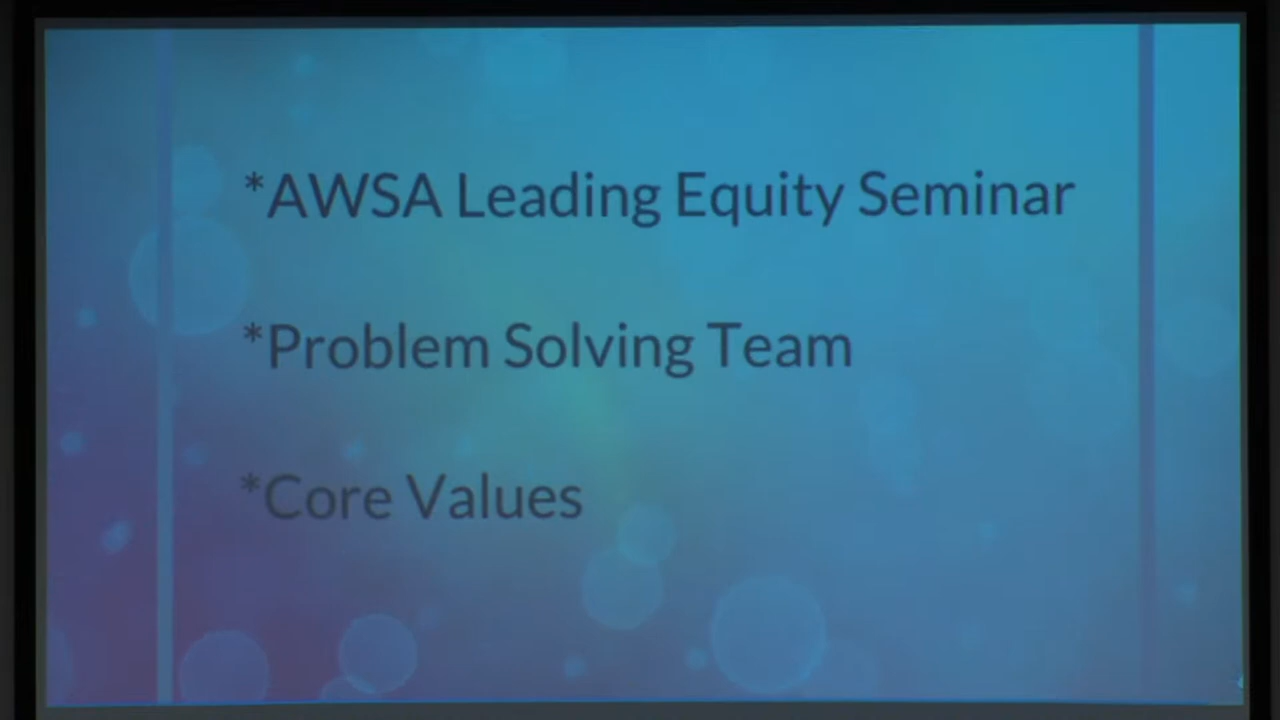 *AWSA Leading Equity Seminar
*Problem Solving Team
*Core Values